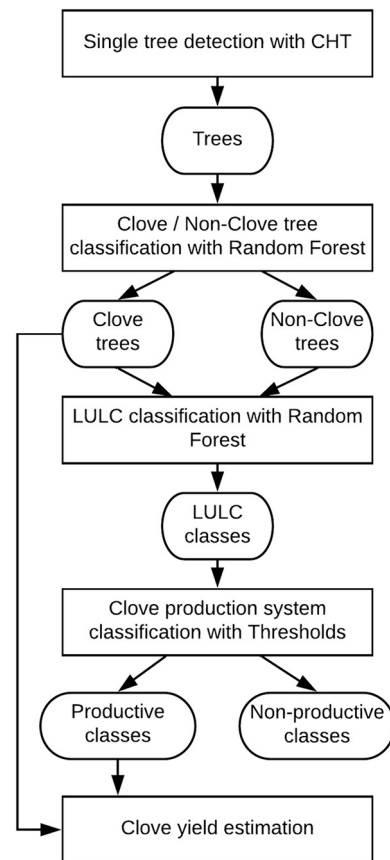 Single tree detection with CHT
Trees
Clove / Non-Clove tree
classification with Random Forest
Clove
trees
Non-Clove
trees
LULC classification with Random
Forest
LULC
classes
Clove production system
classification with Thresholds
Productive
classes
Non-productive
classes
Clove yield estimation